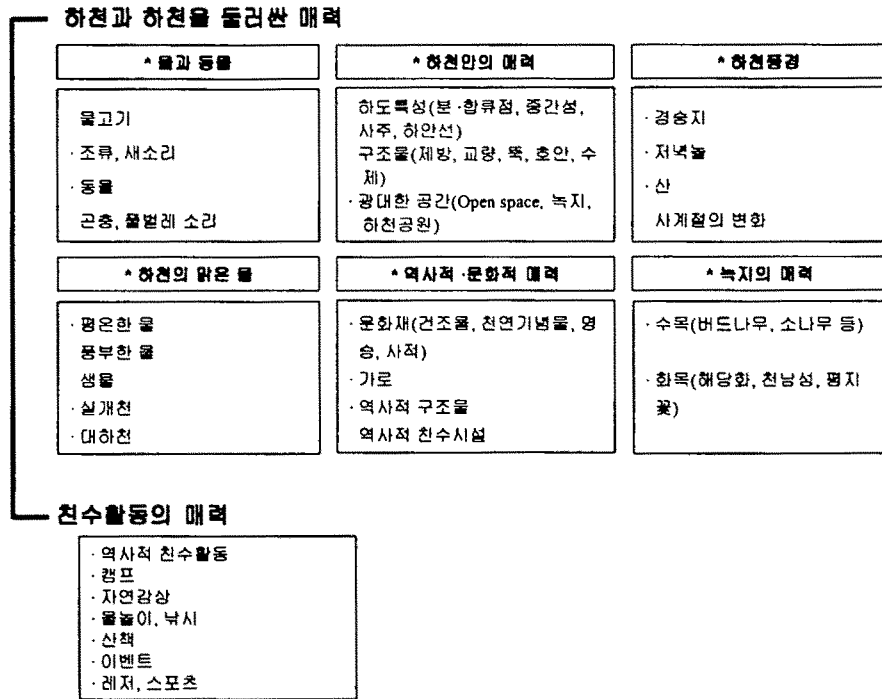 하천과 하천을 둘러싼 매력
* 물과 동물
물고기
· 조류, 새소리
· 동물
곤충, 풀벌레 소리
* 하천만의 매력
하도특성(분·합류점, 중간섬,
사주, 하안선)
구조물(제방, 교량, 뚝, 호안, 수
제)
· 광대한 공간(Open space, 녹지,
하천공원)
* 하천풍경
· 경승지
· 저녁놀
· 산
사계절의 변화
* 하천의 맑은 물
· 평온한 물
풍부한 물
생물
· 실개천
· 대하천
* 역사적·문화적 매력
· 문화재(건조물, 천연기념물, 명
승, 사적)
· 가로
· 역사적 구조물
역사적 친수시설
* 녹지의 매력
· 수목(버드나무, 소나무 등)
· 화목(해당화, 천남성, 평지
꽃)
친수활동의 매력
· 역사적 친수활동
· 캠프
· 자연감상
· 물놀이, 낚시
· 산책
· 이벤트
· 레저, 스포츠